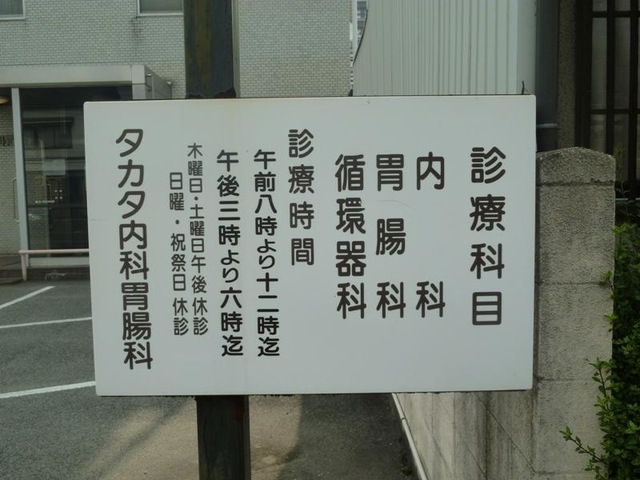 診療科目
内科
胃腸科
循環器科
診療時間
午前八時より十二時迄
午後三時より六時迄
木曜日・土曜日午後休診
日曜・祝祭日休診
タカタ内科胃腸科